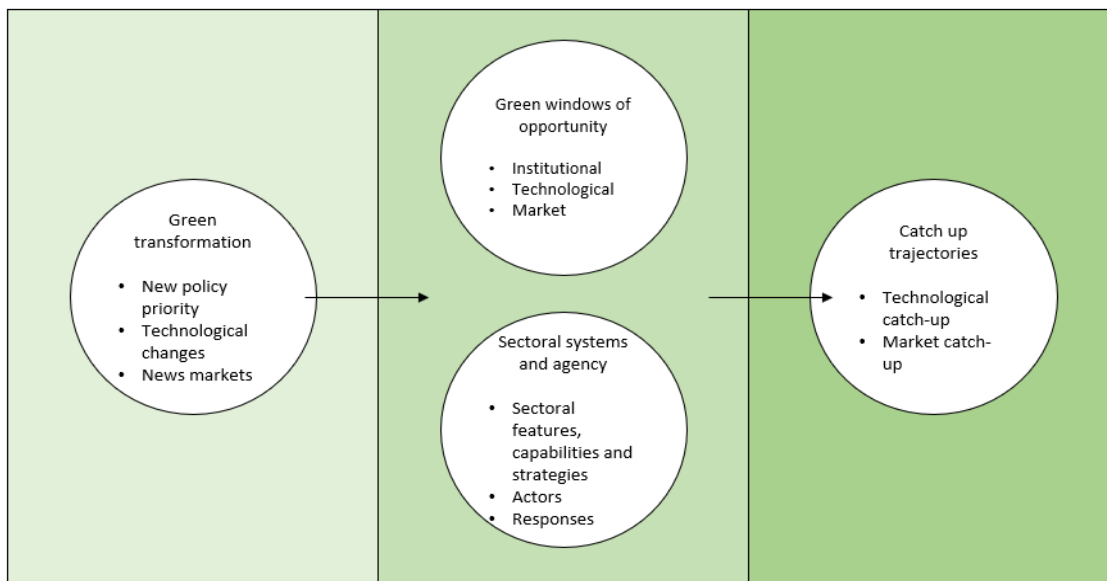 Green
transformation
• New policy
priority
• Technological
changes
• News markets
Green windows of
opportunity
• Institutional
• Technological
• Market
Sectoral systems
and agency
• Sectoral
features,
capabilities and
strategies
• Actors
• Responses
Catch up
trajectories
• Technological
catch-up
• Market catch-
up